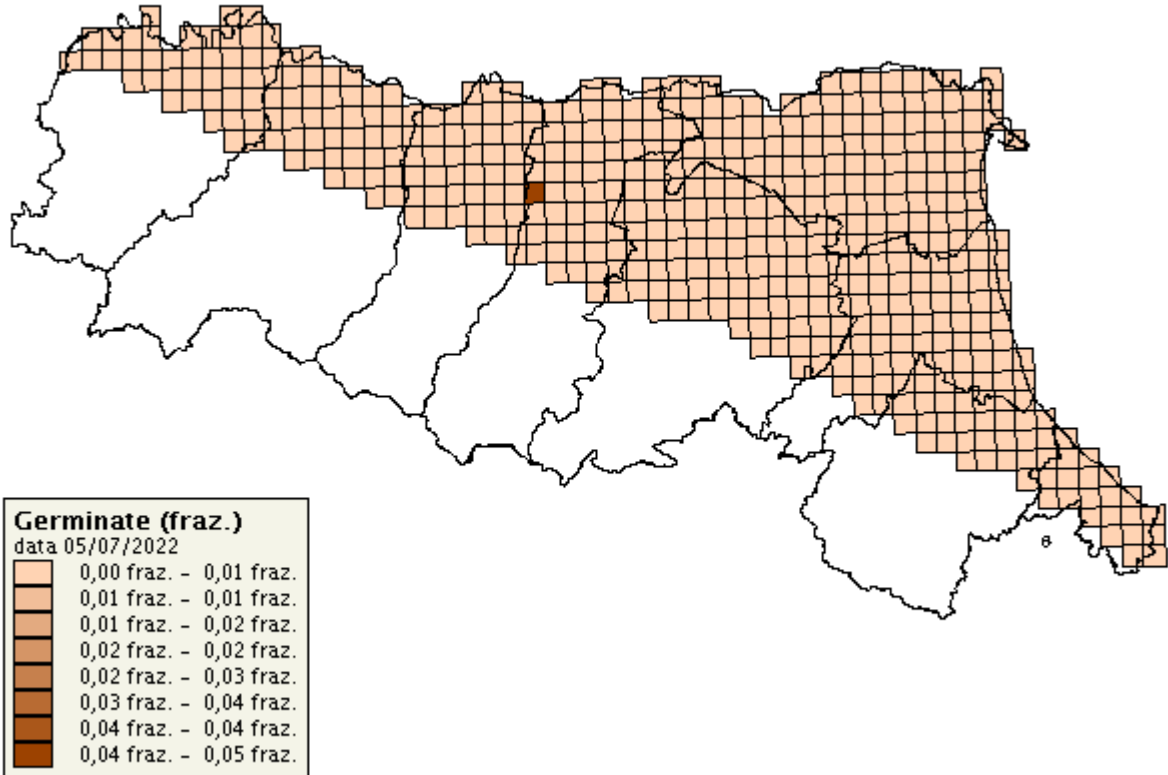 Germinate (fraz.)
data 05/07/2022
0,00 fraz. - 0,01 fraz.
0,01 fraz. - 0,01 fraz.
0,01 fraz. - 0,02 fraz.
0,02 fraz. - 0,02 fraz.
0,02 fraz. - 0,03 fraz.
0,03 fraz. - 0,04 fraz.
0,04 fraz. - 0,04 fraz.
0,04 fraz. - 0,05 fraz.